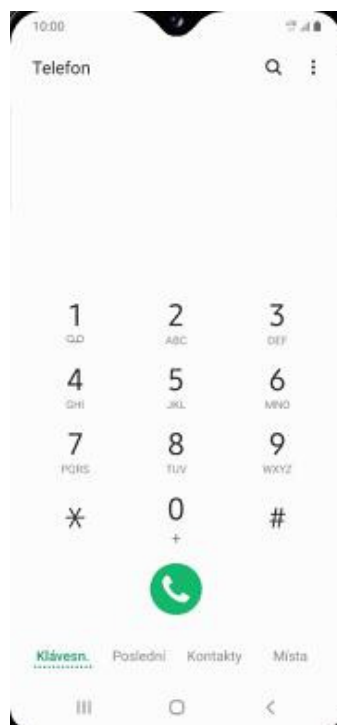 10:00
Telefon
1 2 3
ABC DEF
4 5 6
GHI JKL MNO
7 8 9
PQRS TUV WXYZ
* 0 #
+
Klávesn. Poslední Kontakty Místa